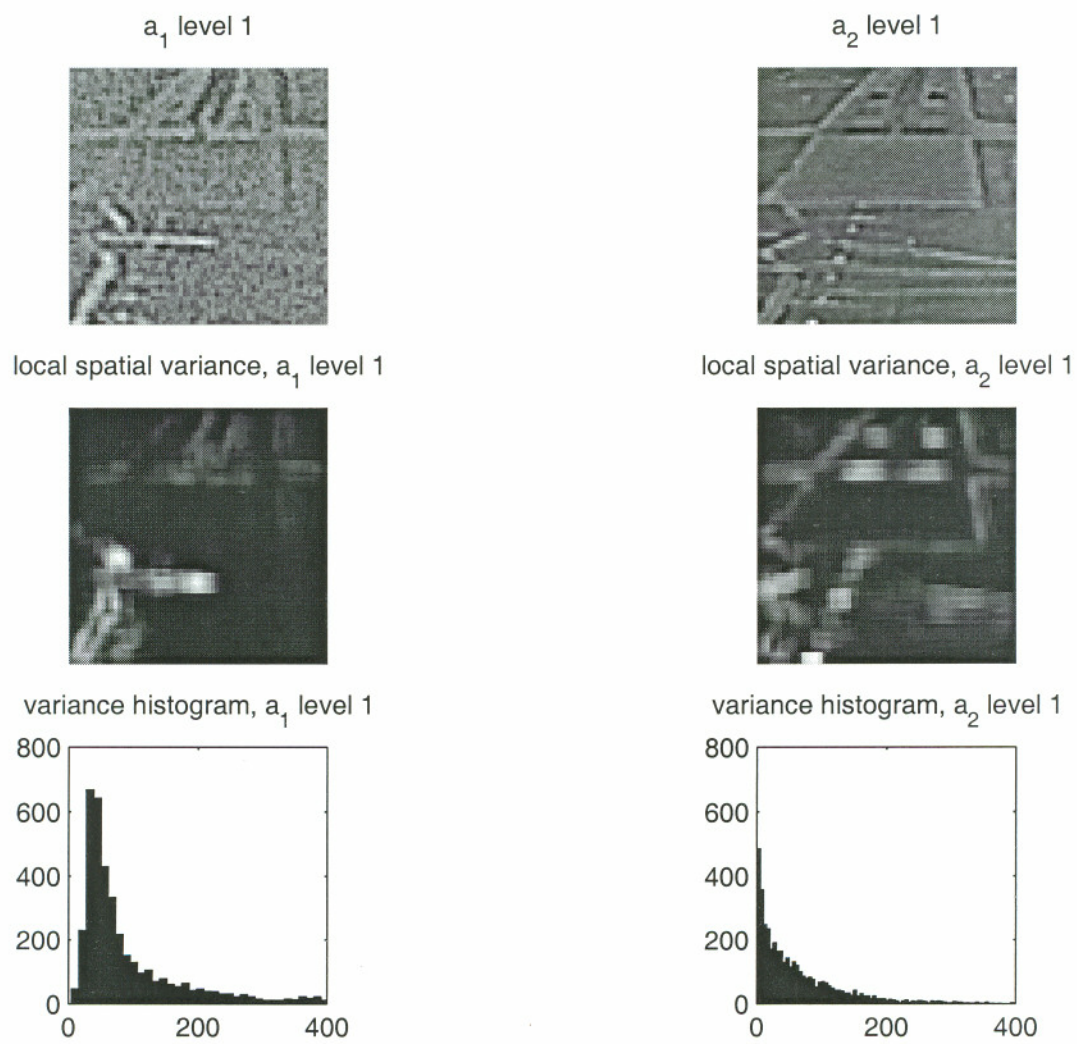 a₁ level 1
a₂ level 1
local spatial variance, a₁ level 1
local spatial variance, a₂ level 1
variance histogram, a₁ level 1
variance histogram, a₂ level 1
800
600
400
200
0
0 200 400
800
600
400
200
0
0 200 400